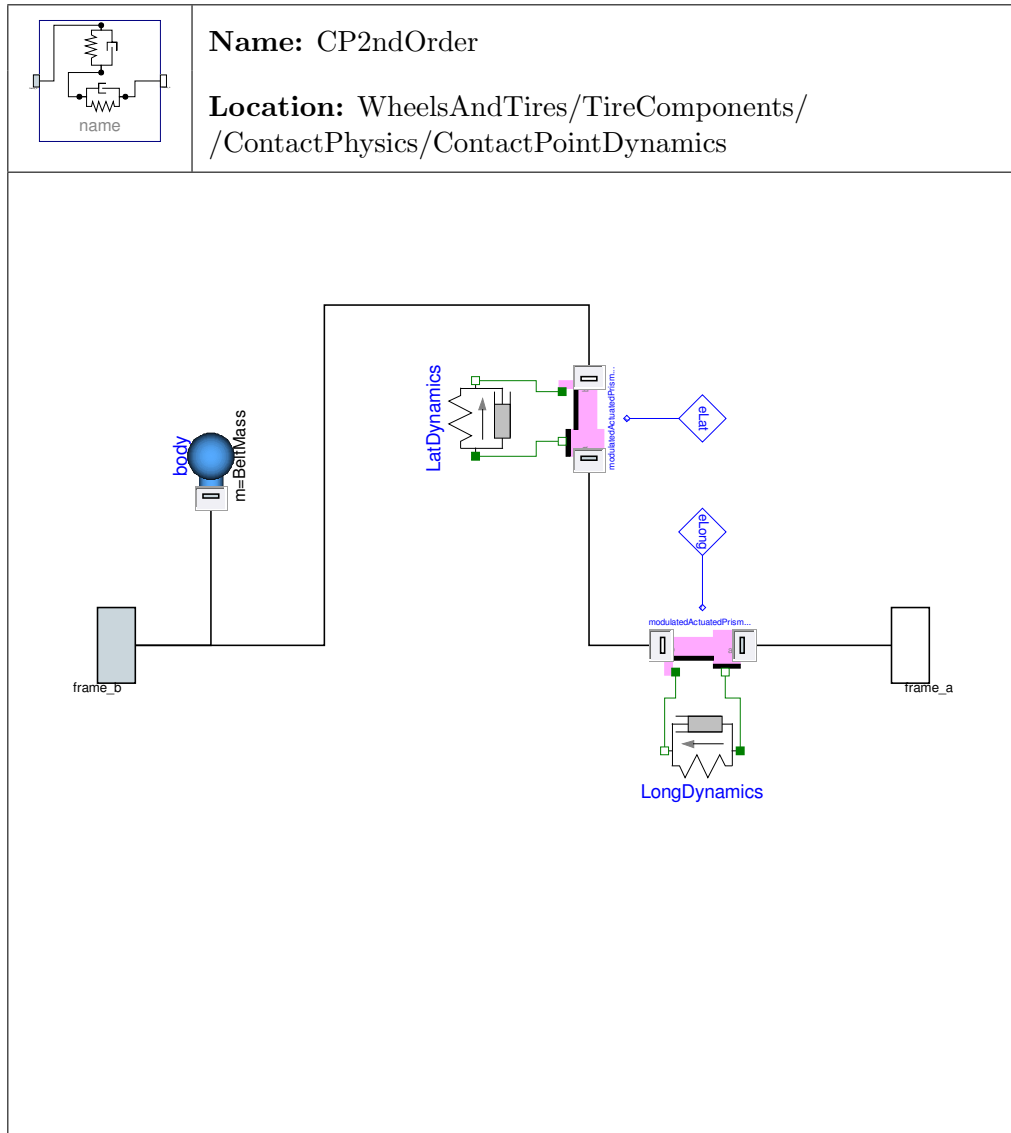 name
Name: CP2ndOrder
Location: WheelsAndTires/TireComponents/
/ContactPhysics/ContactPointDynamics
LatDynamics
modulatedActuatedPrism...
eLat
body
m=BeltMass
eLong
modulatedActuatedPrism...
frame_b
frame_a
LongDynamics